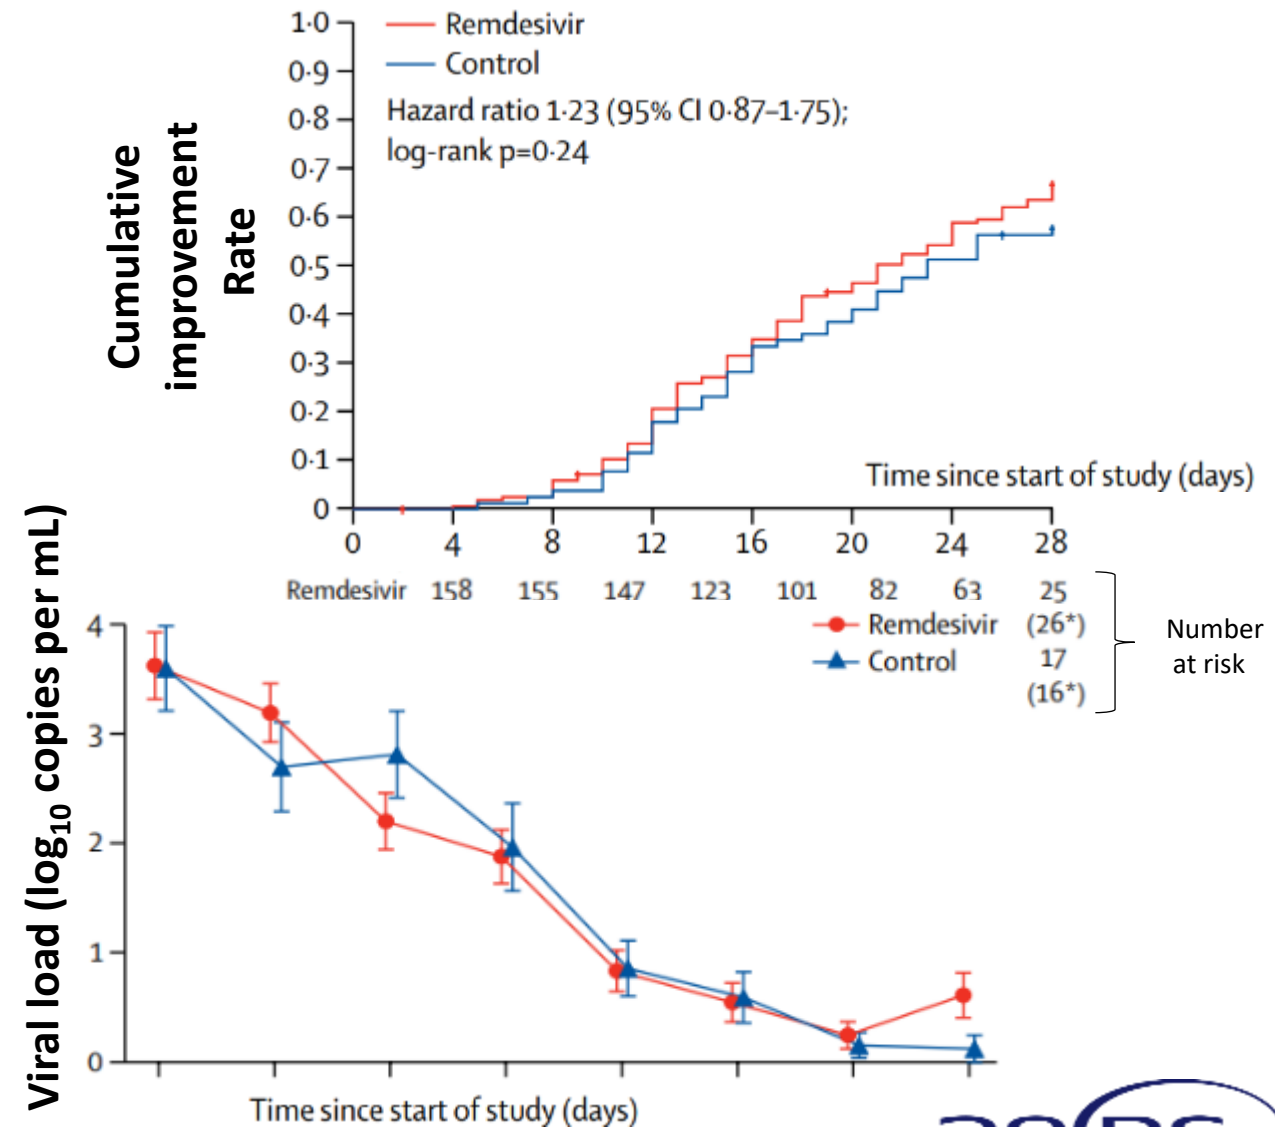 1·0
Remdesivir
0·9
Control
0·8
Hazard ratio 1·23 (95% CI 0·87–1·75);
log-rank p=0·24
0·7
0·6
0·5
0·4
0·3
0·2
0·1
0
Cumulative
improvement
Rate
Time since start of study (days)
0 4 8 12 16 20 24 28
Remdesivir 158 155 147 123 101 82 63 25
(26*)
17
(16*)
Number
at risk
Remdesivir
Control
Viral load (log10 copies per mL)
4
3
2
1
0
Time since start of study (days)